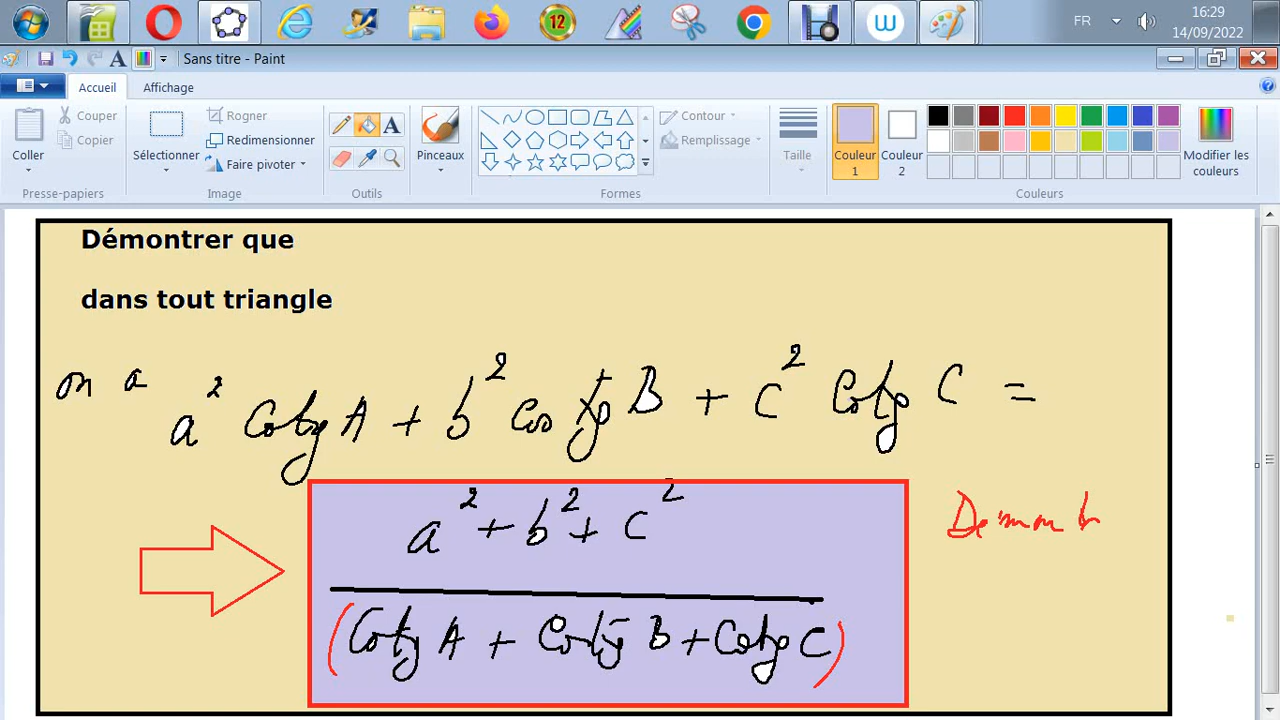 12
FR
16:29
14/09/2022
Sans titre - Paint
Accueil
Affichage
Coller
Couper
Copier
Presse-papiers
Sélectionner
Rogner
Redimensionner
Faire pivoter
Image
A
Outils
Pinceaux
Contour
Remplissage
Formes
Taille
Couleur 1
Couleur 2
Modifier les couleurs
Couleurs
Démontrer que
dans tout triangle
on a
a² Cotg A + b² Cotg B + C² Cotg C =
a² + b² + c²
(Cotg A + Cotg B + Cotg C)